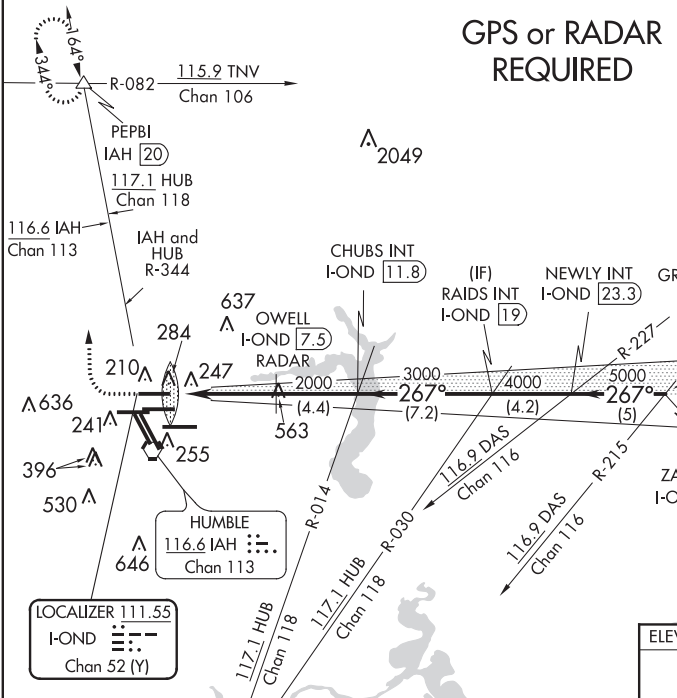 GPS or RADAR
REQUIRED
164°
344°
R-082
115.9 TNV
Chan 106
PEPBI
IAH 20
117.1 HUB
Chan 118
2049
116.6 IAH
Chan 113
IAH and
HUB
R-344
CHUBS INT
I-OND 11.8
(IF)
RAIDS INT
I-OND 19
NEWLY INT
I-OND 23.3
GR
637
OWELL
I-OND 7.5
RADAR
R-227
284
210
247
2000
3000
4000
5000
267°
267°
(4.4)
(7.2)
(4.2)
(5)
636
241
255
563
116.9 DAS
Chan 116
R-215
396
530
ZA
I-O
116.9 DAS
Chan 116
R-014
R-030
HUMBLE
116.6 IAH
Chan 113
646
117.1 HUB
Chan 118
117.1 HUB
Chan 118
LOCALIZER 111.55
I-OND
Chan 52 (Y)
ELEV